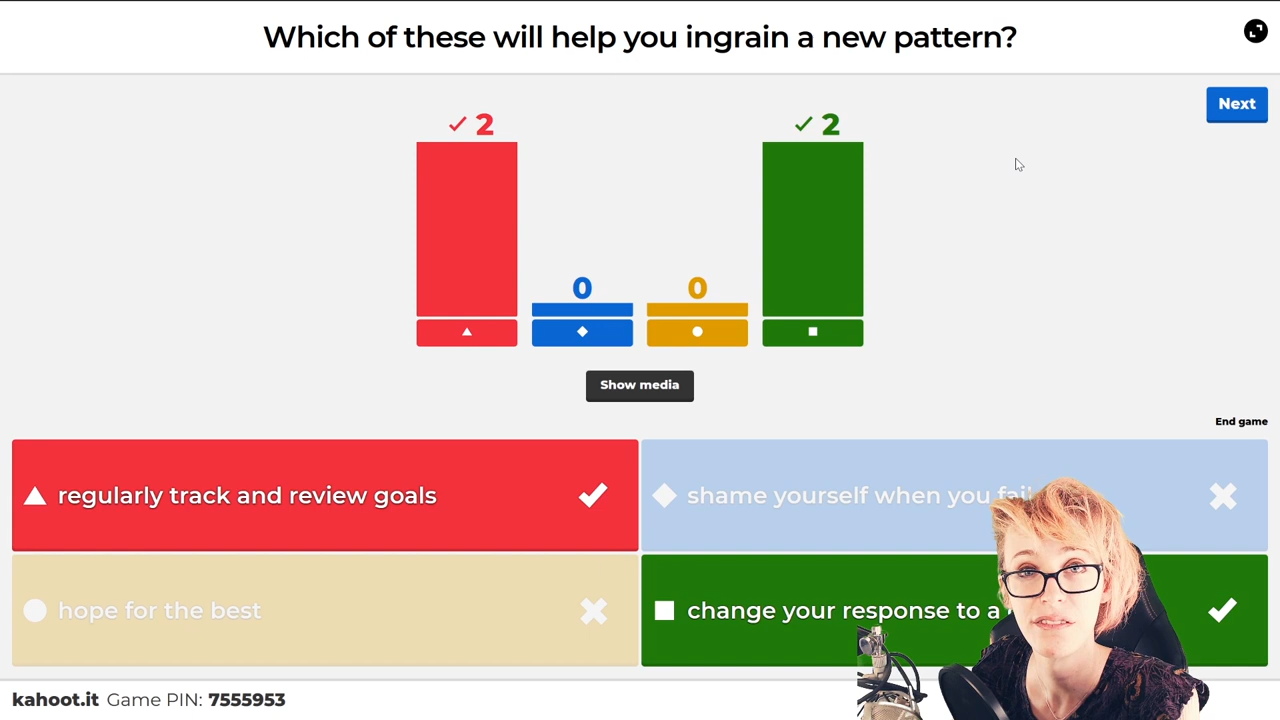 Which of these will help you ingrain a new pattern?
Next
2
0
0
2
Show media
End game
regularly track and review goals
shame yourself when you fail
hope for the best
change your response to a
kahoot.it Game PIN: 7555953